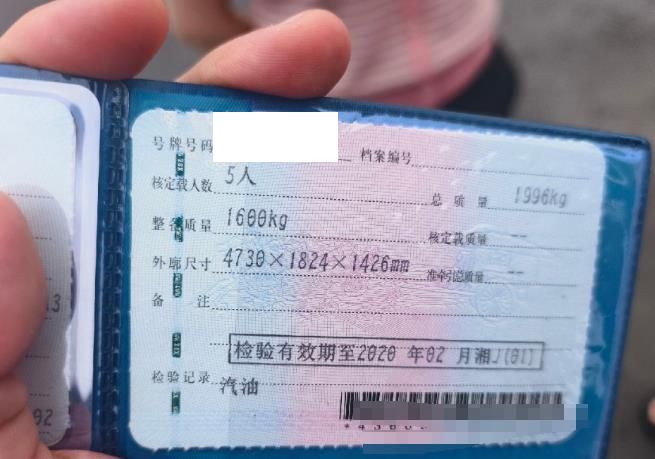 号牌号码
档案编号
核定载人数 5人 总 质 量 1996kg
整备质量 1600kg 核定载质量 --
外廓尺寸 4730×1824×1426mm 准牵引总质量 --
备 注
检验有效期至2020 年02 月湘J(01)
检验记录 汽油